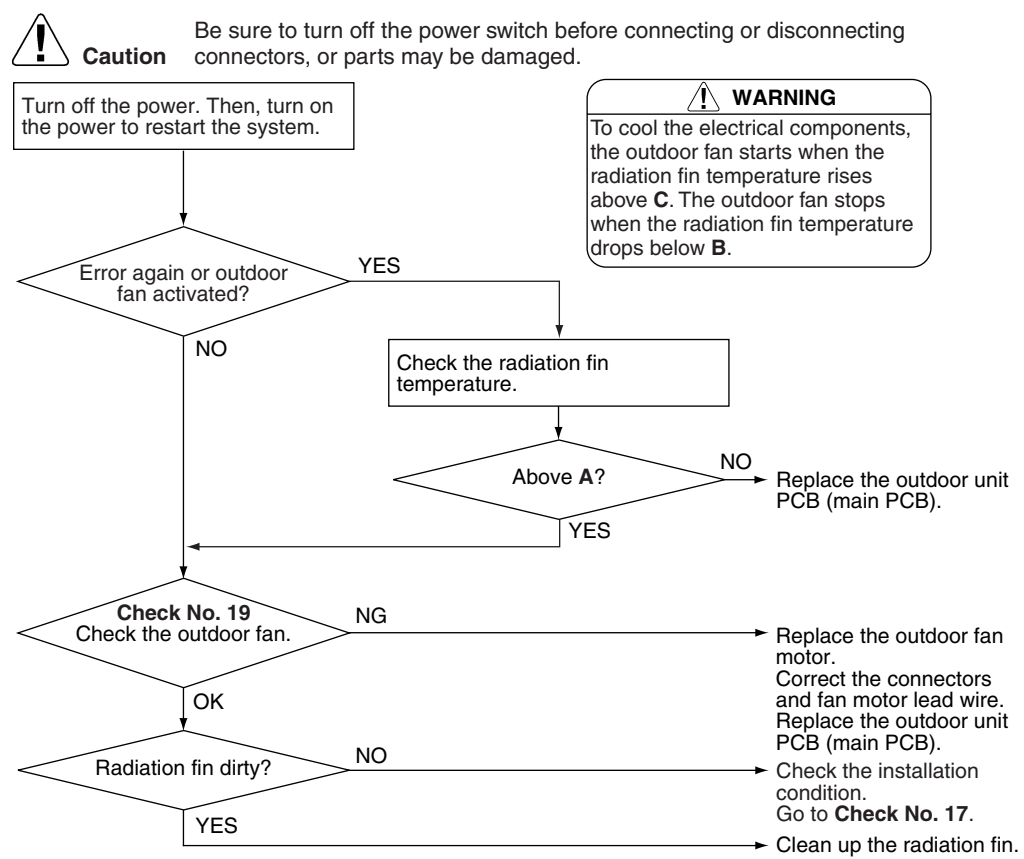 Be sure to turn off the power switch before connecting or disconnecting
Caution connectors, or parts may be damaged.
Turn off the power. Then, turn on
the power to restart the system.
WARNING
To cool the electrical components,
the outdoor fan starts when the
radiation fin temperature rises
above C. The outdoor fan stops
when the radiation fin temperature
drops below B.
Error again or outdoor
fan activated?
YES
NO
Check the radiation fin
temperature.
Above A?
NO
Replace the outdoor unit
PCB (main PCB).
YES
Check No. 19
Check the outdoor fan.
NG
Replace the outdoor fan
motor.
Correct the connectors
and fan motor lead wire.
Replace the outdoor unit
PCB (main PCB).
OK
Radiation fin dirty?
NO
Check the installation
condition.
Go to Check No. 17.
YES
Clean up the radiation fin.